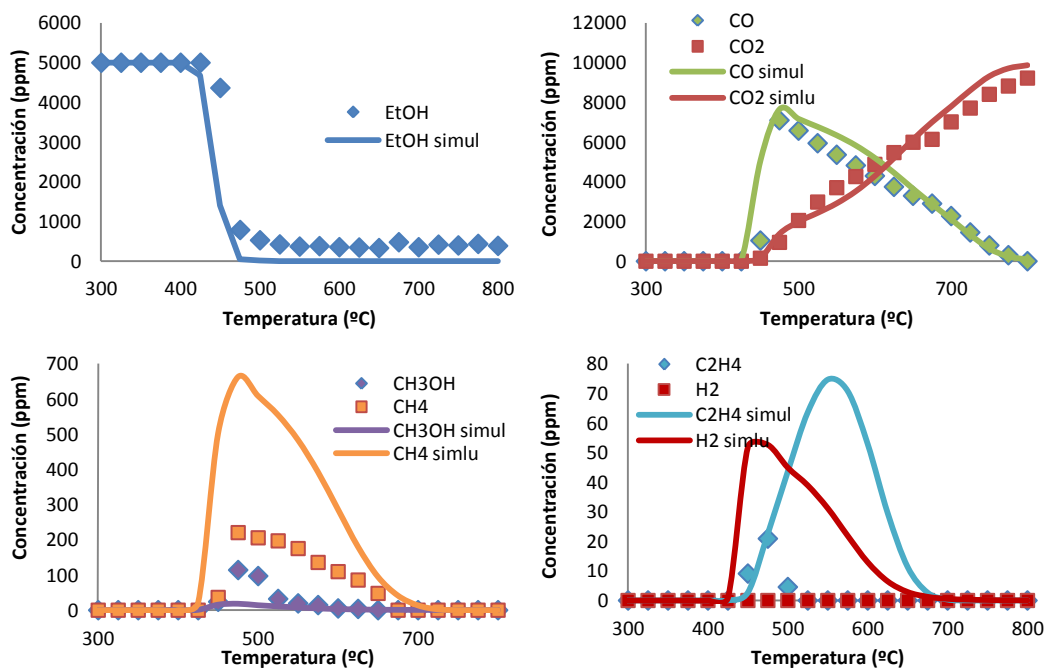 Concentración (ppm)
6000
5000
4000
3000
2000
1000
0
300 400 500 600 700 800
Temperatura (ºC)
EtOH
EtOH simul
Concentración (ppm)
12000
10000
8000
6000
4000
2000
0
300 500 700
Temperatura (ºC)
CO
CO2
CO simul
CO2 simlu
Concentración (ppm)
700
600
500
400
300
200
100
0
300 500 700
Temperatura (ºC)
CH3OH
CH4
CH3OH simul
CH4 simlu
Concentración (ppm)
80
70
60
50
40
30
20
10
0
300 400 500 600 700 800
Temperatura (ºC)
C2H4
H2
C2H4 simul
H2 simlu